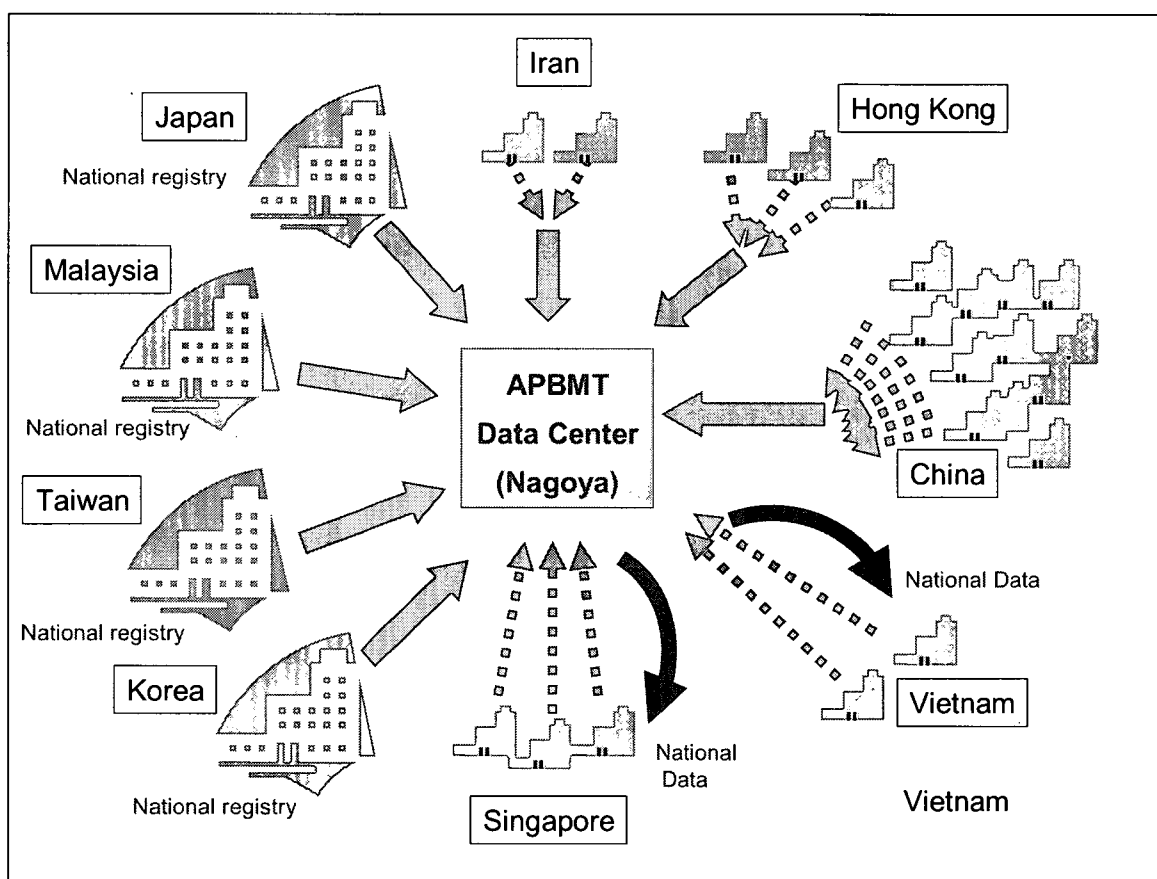 Iran
Japan
Hong Kong
National registry
Malaysia
APBMT
Data Center
(Nagoya)
National registry
China
Taiwan
National Data
National registry
Korea
Vietnam
National
Data
National registry
Singapore
Vietnam